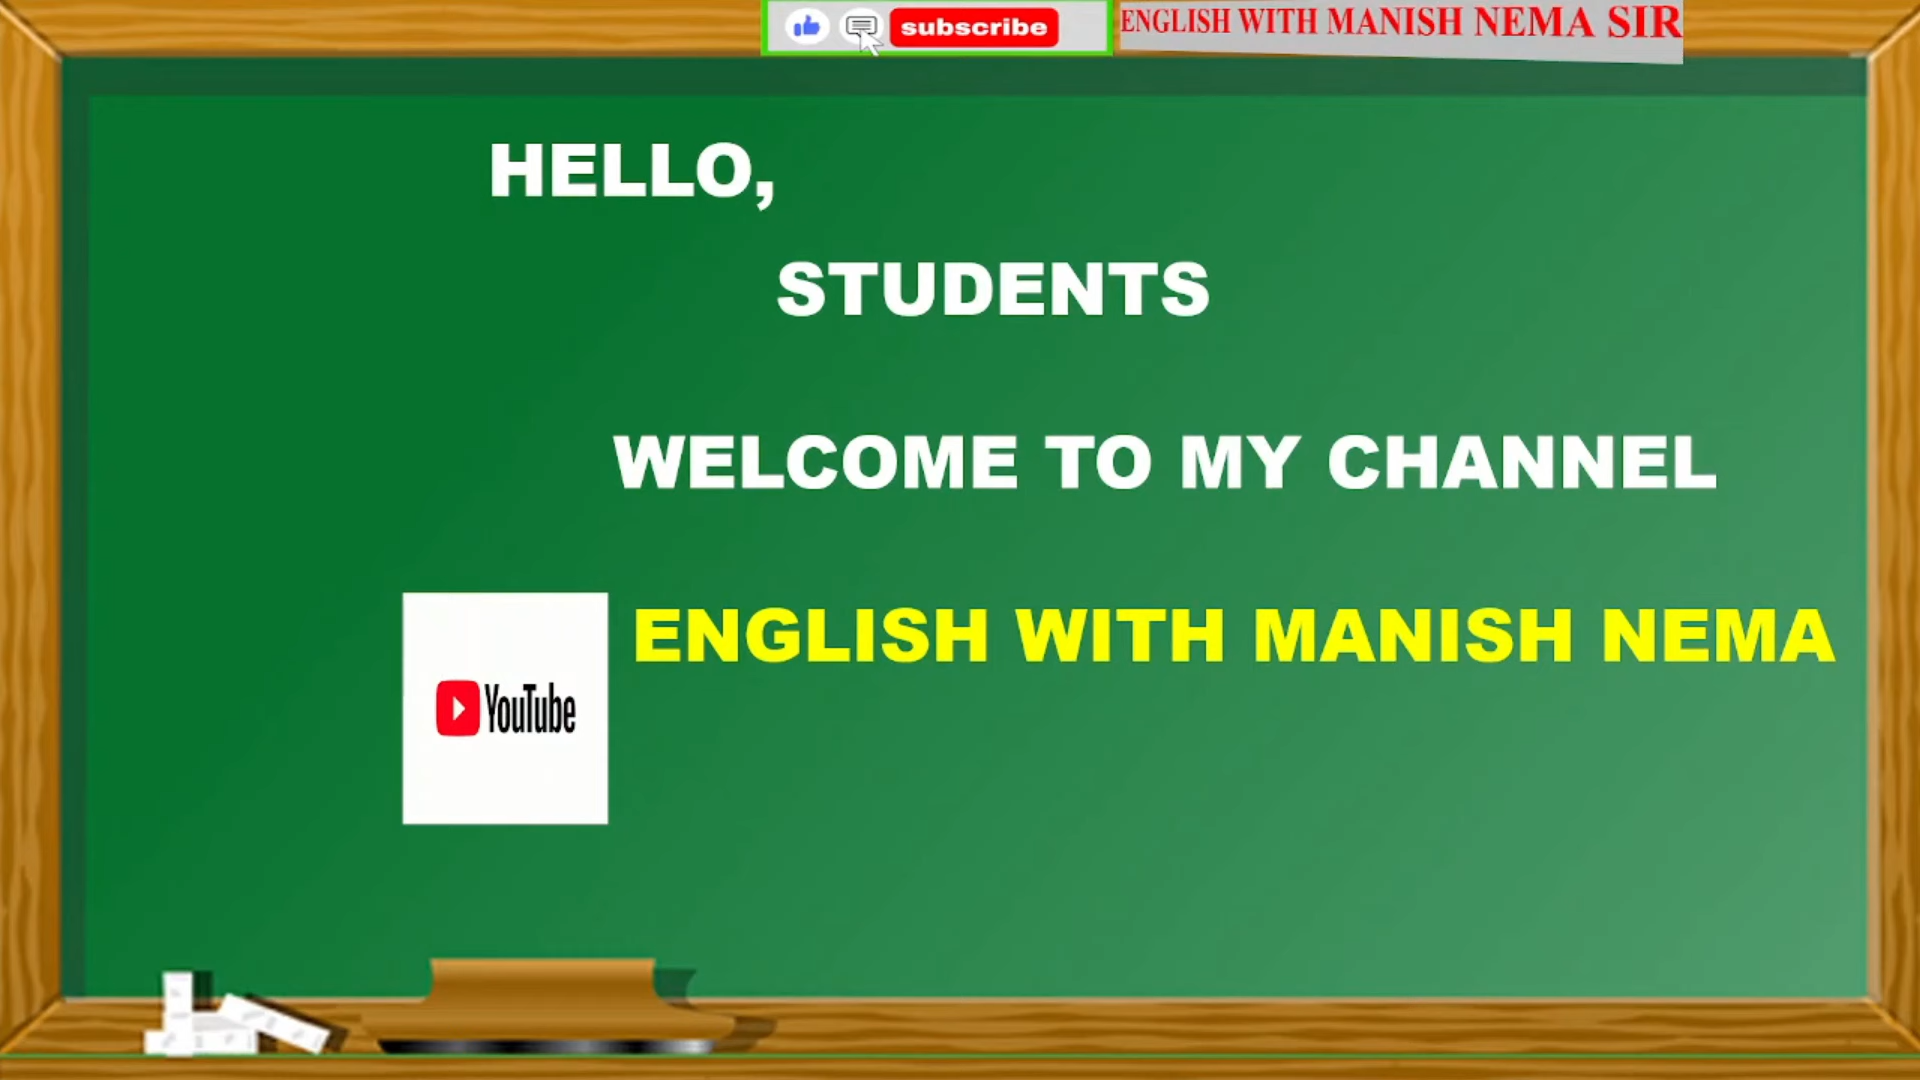 subscribe
ENGLISH WITH MANISH NEMA SIR
HELLO,
STUDENTS
WELCOME TO MY CHANNEL
ENGLISH WITH MANISH NEMA
YouTube